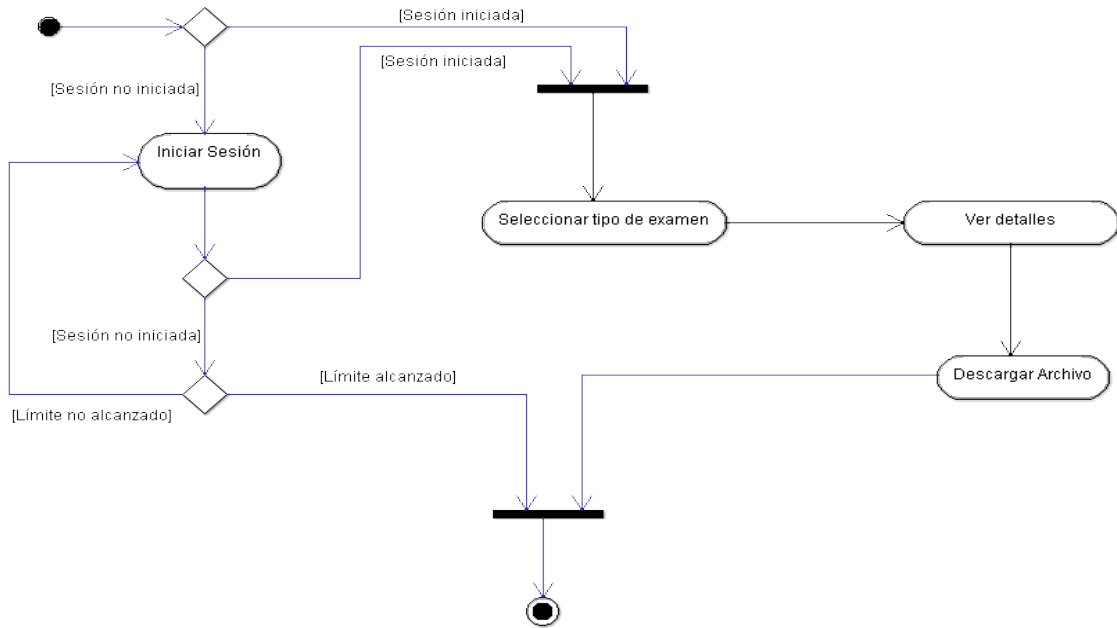 [Sesión iniciada]
[Sesión iniciada]
[Sesión no iniciada]
Iniciar Sesión
Seleccionar tipo de examen
Ver detalles
[Sesión no iniciada]
[Límite alcanzado]
Descargar Archivo
[Límite no alcanzado]